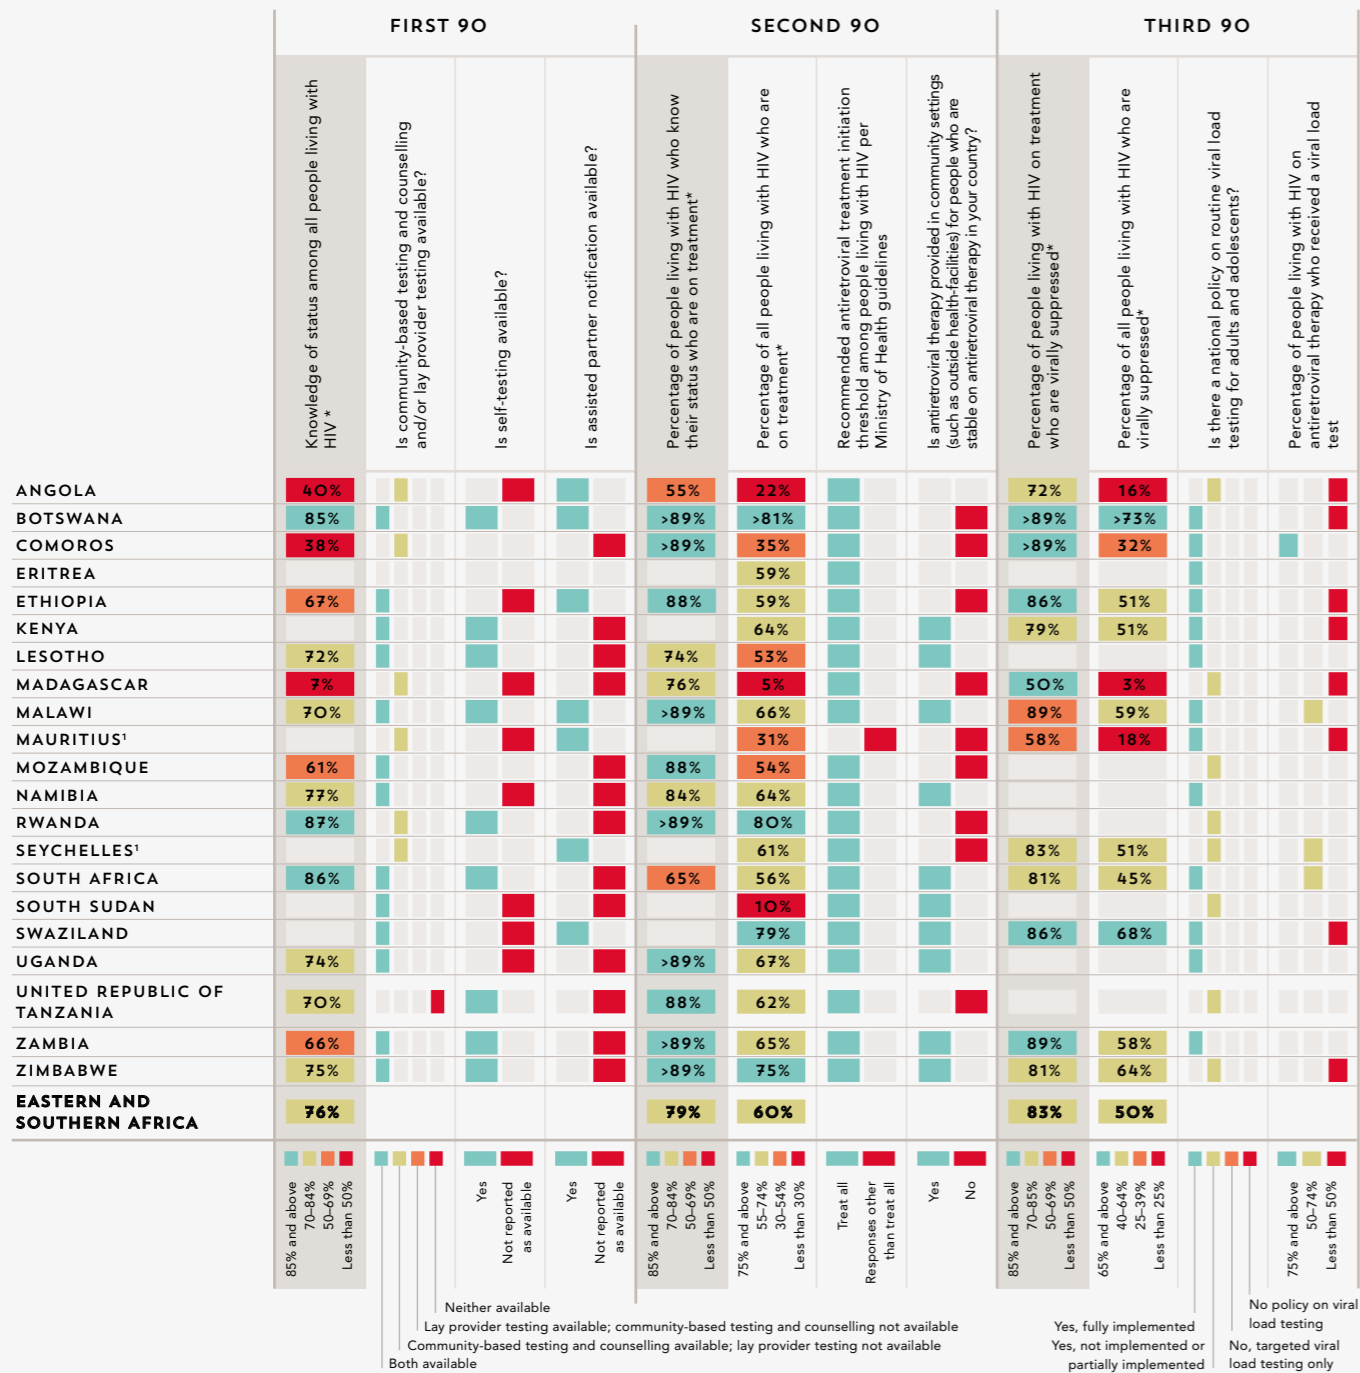 FIRST 90
SECOND 90
THIRD 90
Knowledge of status among all people living with
HIV *
Is community-based testing and counselling
and/or lay provider testing available?
Is self-testing available?
Is assisted partner notification available?
Percentage of people living with HIV who know
their status who are on treatment*
Percentage of all people living with HIV who are
on treatment*
Recommended antiretroviral treatment initiation
threshold among people living with HIV per
Ministry of Health guidelines
Is antiretroviral therapy provided in community settings
(such as outside health-facilities) for people who are
stable on antiretroviral therapy in your country?
Percentage of people living with HIV on treatment
who are virally suppressed*
Percentage of all people living with HIV who are
virally suppressed*
Is there a national policy on routine viral load
testing for adults and adolescents?
Percentage of people living with HIV on
antiretroviral therapy who received a viral load
test
ANGOLA 40% 55% 22% 72% 16%
BOTSWANA 85% >89% >81% >89% >73%
COMOROS 38% >89% 35% >89% 32%
ERITREA 59%
ETHIOPIA 67% 88% 59% 86% 51%
KENYA 64% 79% 51%
LESOTHO 72% 74% 53%
MADAGASCAR 7% 76% 5% 50% 3%
MALAWI 70% >89% 66% 89% 59%
MAURITIUS¹ 31% 58% 18%
MOZAMBIQUE 61% 88% 54%
NAMIBIA 77% 84% 64%
RWANDA 87% >89% 80%
SEYCHELLES¹ 61% 83% 51%
SOUTH AFRICA 86% 65% 56% 81% 45%
SOUTH SUDAN 10%
SWAZILAND 79% 86% 68%
UGANDA 74% >89% 67%
UNITED REPUBLIC OF
TANZANIA 70% 88% 62%
ZAMBIA 66% >89% 65% 89% 58%
ZIMBABWE 75% >89% 75% 81% 64%
EASTERN AND
SOUTHERN AFRICA 76% 79% 60% 83% 50%
85% and above
70–84%
50–69%
Less than 50%
Yes
Not reported
as available
Yes
Not reported
as available
85% and above
70–84%
50–69%
Less than 50%
75% and above
55–74%
30–54%
Less than 30%
Treat all
Responses other
than treat all
Yes
No
85% and above
70–85%
50–69%
Less than 50%
65% and above
40–64%
25–39%
Less than 25%
75% and above
50–74%
Less than 50%
Neither available
Lay provider testing available; community-based testing and counselling not available
Community-based testing and counselling available; lay provider testing not available
Both available
Yes, fully implemented
Yes, not implemented or
partially implemented
No policy on viral
load testing
No, targeted viral
load testing only